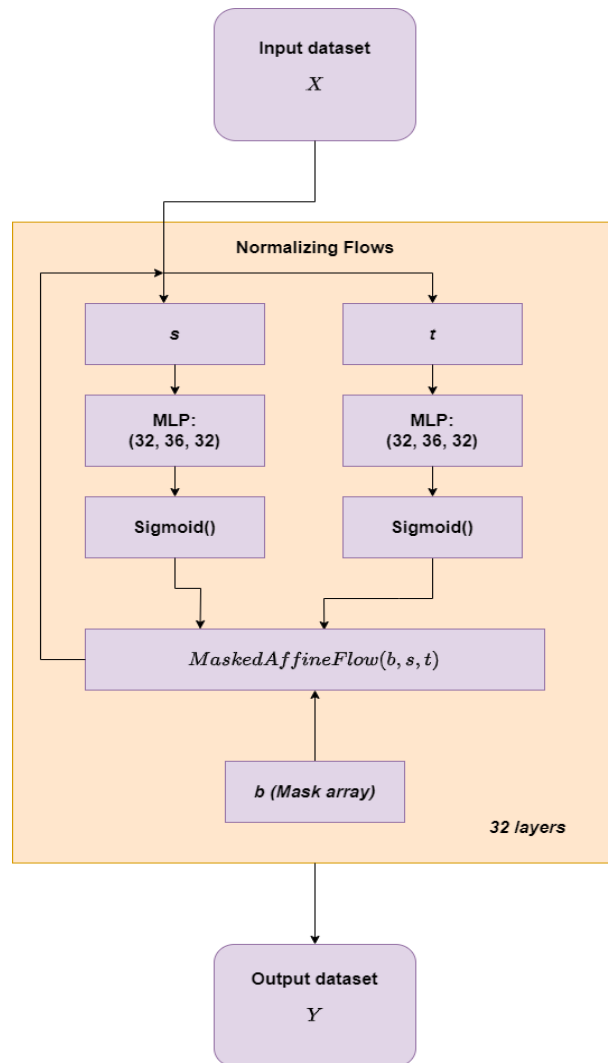 Input dataset
X
Normalizing Flows
s
t
MLP:
(32, 36, 32)
MLP:
(32, 36, 32)
Sigmoid()
Sigmoid()
MaskedAffineFlow(b, s, t)
b (Mask array)
32 layers
Output dataset
Y